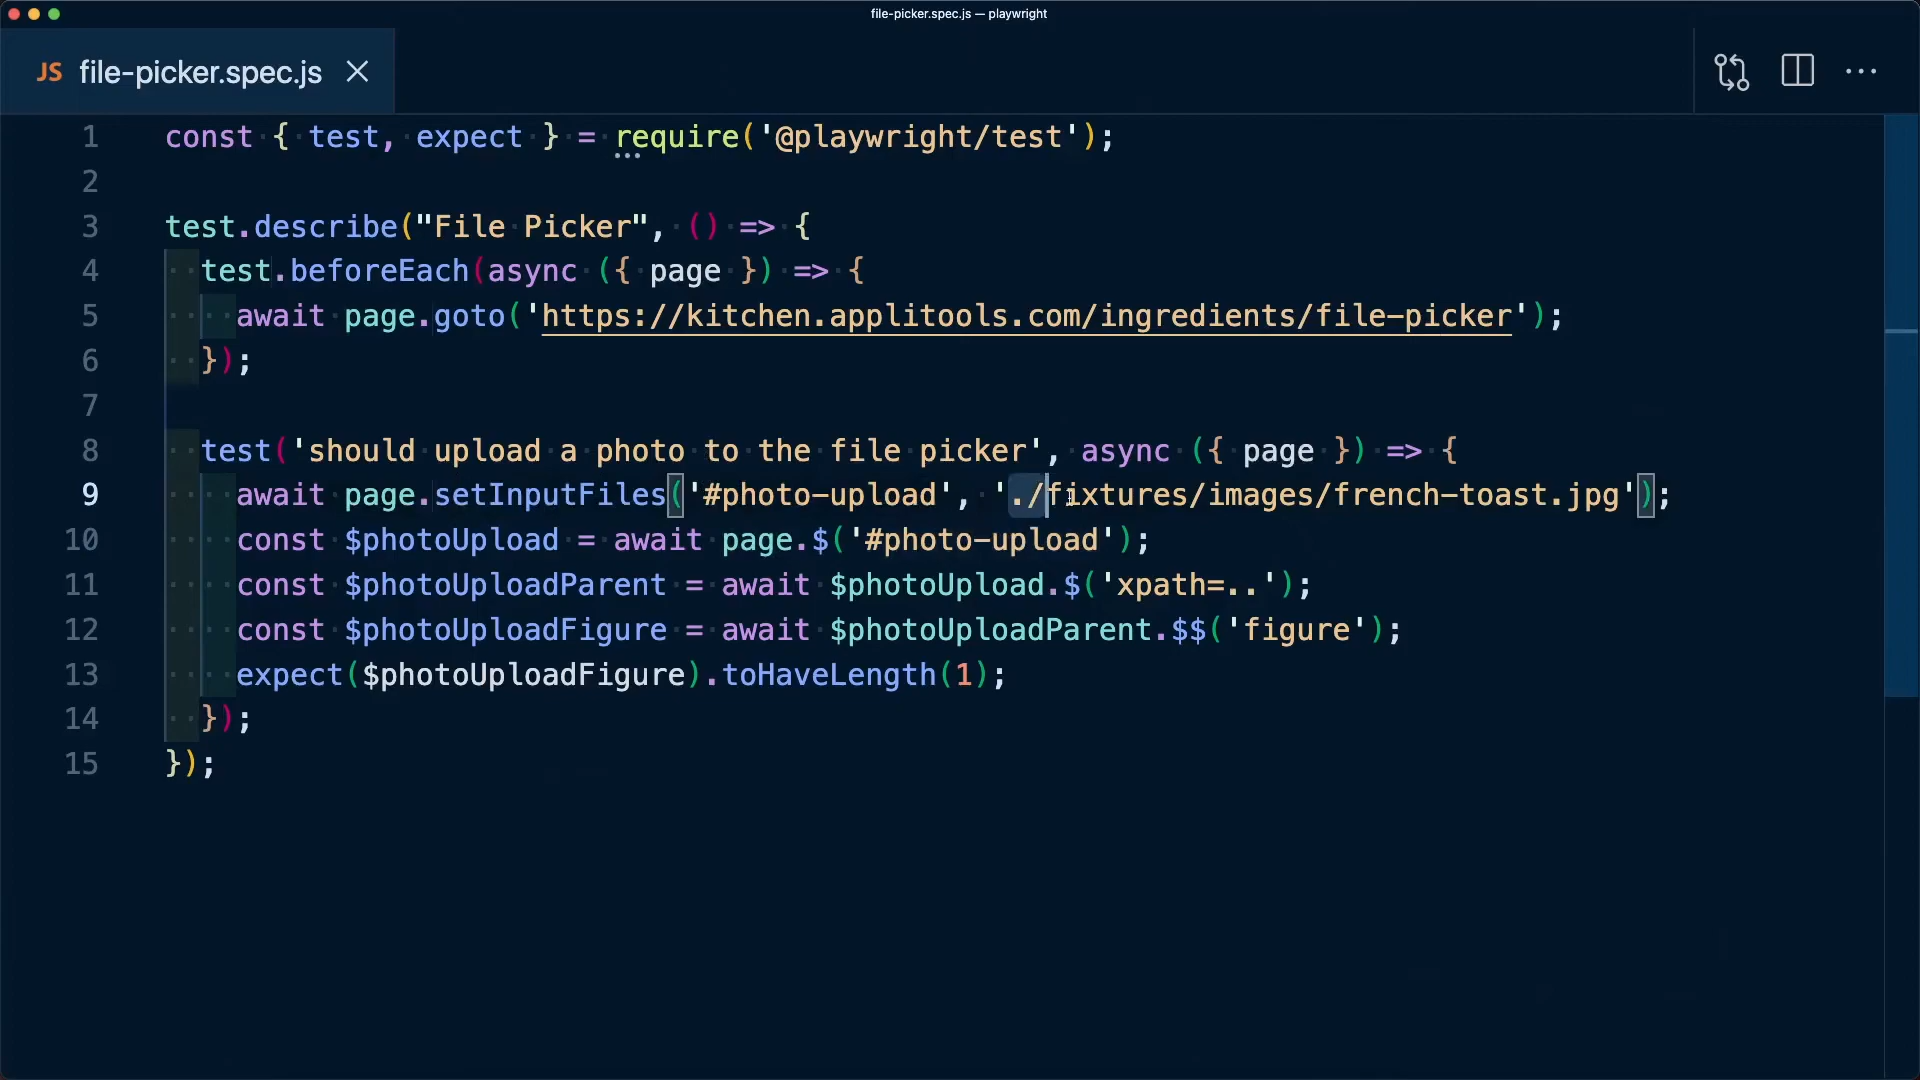 file-picker.spec.js — playwright
JS file-picker.spec.js
1 const { test, expect } = require('@playwright/test');
2
3 test.describe("File Picker", () => {
4 test.beforeEach(async ({ page }) => {
5 await page.goto('https://kitchen.applitools.com/ingredients/file-picker');
6 });
7
8 test('should upload a photo to the file picker', async ({ page }) => {
9 await page.setInputFiles('#photo-upload', './fixtures/images/french-toast.jpg');
10 const $photoUpload = await page.$('#photo-upload');
11 const $photoUploadParent = await $photoUpload.$('xpath=..');
12 const $photoUploadFigure = await $photoUploadParent.$$('figure');
13 expect($photoUploadFigure).toHaveLength(1);
14 });
15 });